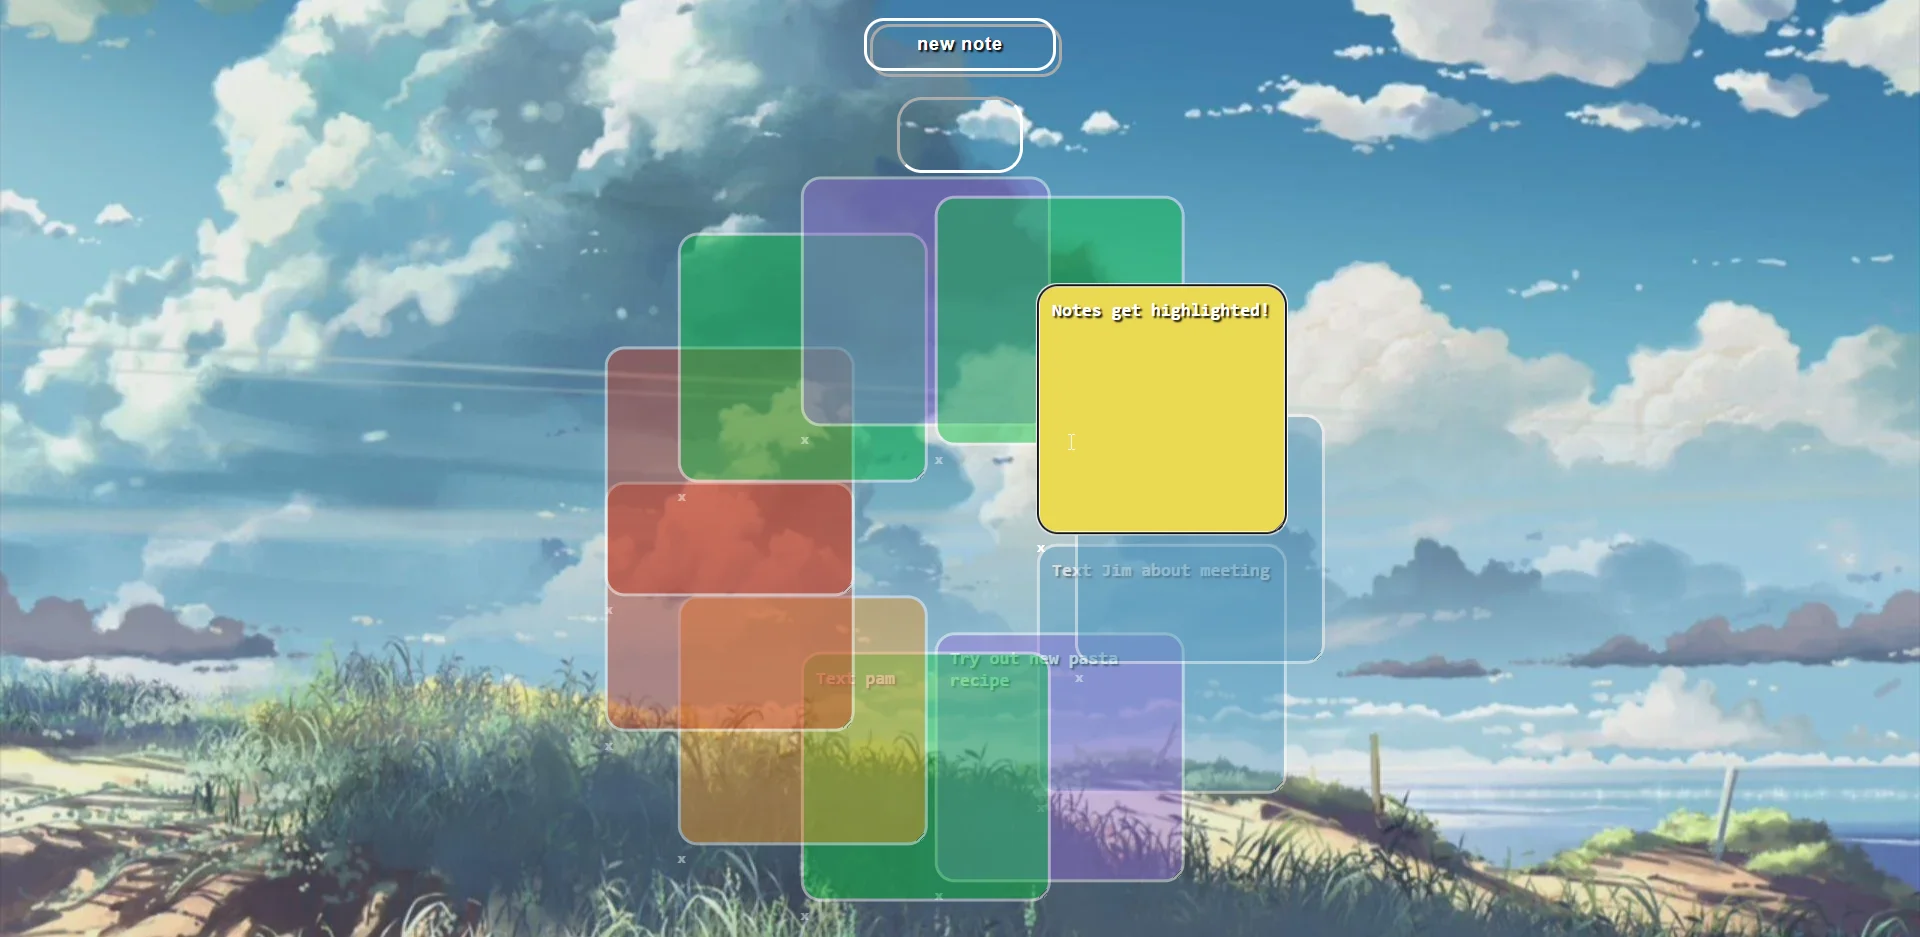 new note
Notes get highlighted!
x
x
x
x
Text Jim about meeting
x
Try out new pasta
recipe
Text pam
x
x
x
x
x
x